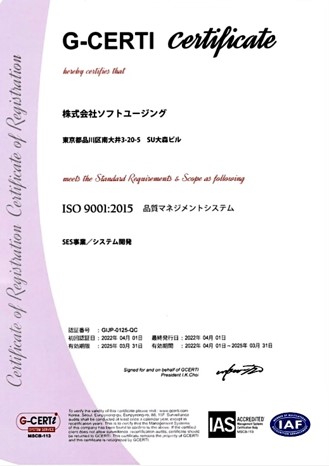 G-CERTI certificate
hereby certifies that
株式会社ソフトユージング
東京都品川区南大井3-20-5 SU大森ビル
meets the Standard Requirements & Scope as following
ISO 9001:2015 品質マネジメントシステム
SES事業／システム開発
認証番号 : GIJP-0125-QC
初回認証日 : 2022年 04月 01日 最終発行日 : 2022年 04月 01日
有効期限 : 2025年 03月 31日 有効期間 : 2022年 04月 01日~2025年 03月 31日
Signed for and on behalf of GCERTI
President I.K.Choi
Certificate of Registration Certificate of Registration
G-CERTi
SYSTEM SERVICE
MSCB-113
IAS ACCREDITED
Management Systems
Certification Body
MSCB-113
IAF